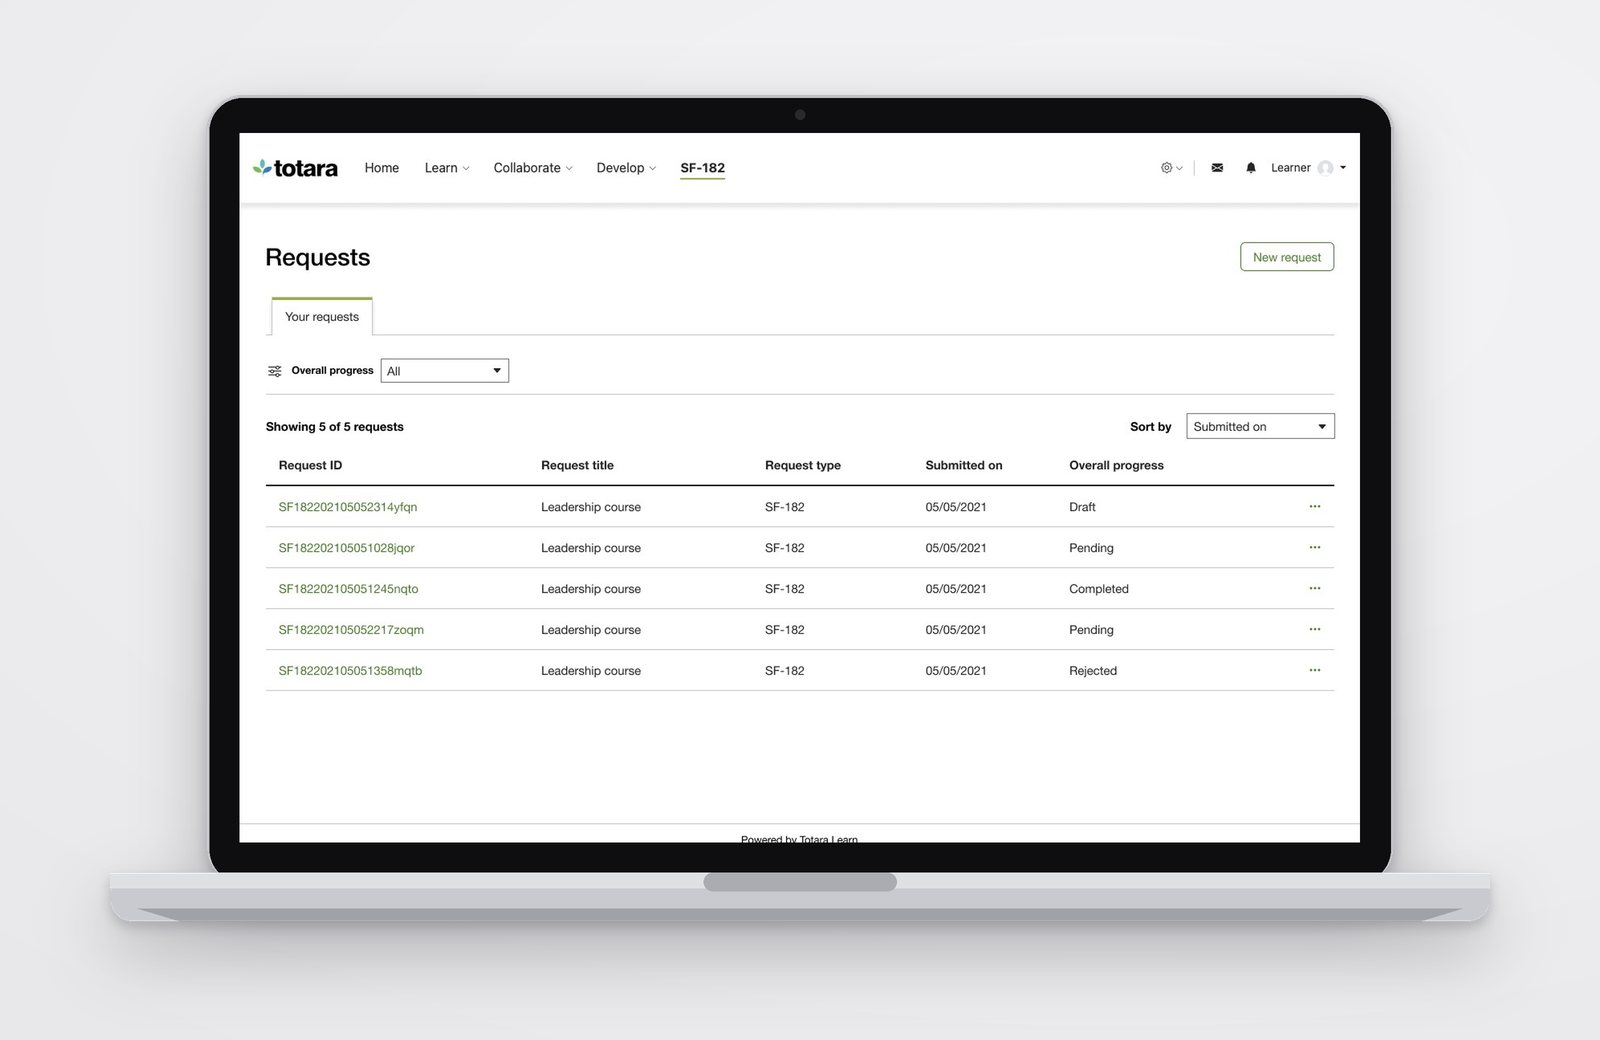 totara Home Learn Collaborate Develop SF-182 Learner
Requests New request
Your requests
Overall progress All
Showing 5 of 5 requests Sort by Submitted on
Request ID Request title Request type Submitted on Overall progress
SF182202105052314yfqn Leadership course SF-182 05/05/2021 Draft
SF182202105051028jqor Leadership course SF-182 05/05/2021 Pending
SF182202105051245nqto Leadership course SF-182 05/05/2021 Completed
SF182202105052217zoqm Leadership course SF-182 05/05/2021 Pending
SF182202105051358mqtb Leadership course SF-182 05/05/2021 Rejected
Powered by Totara Learn